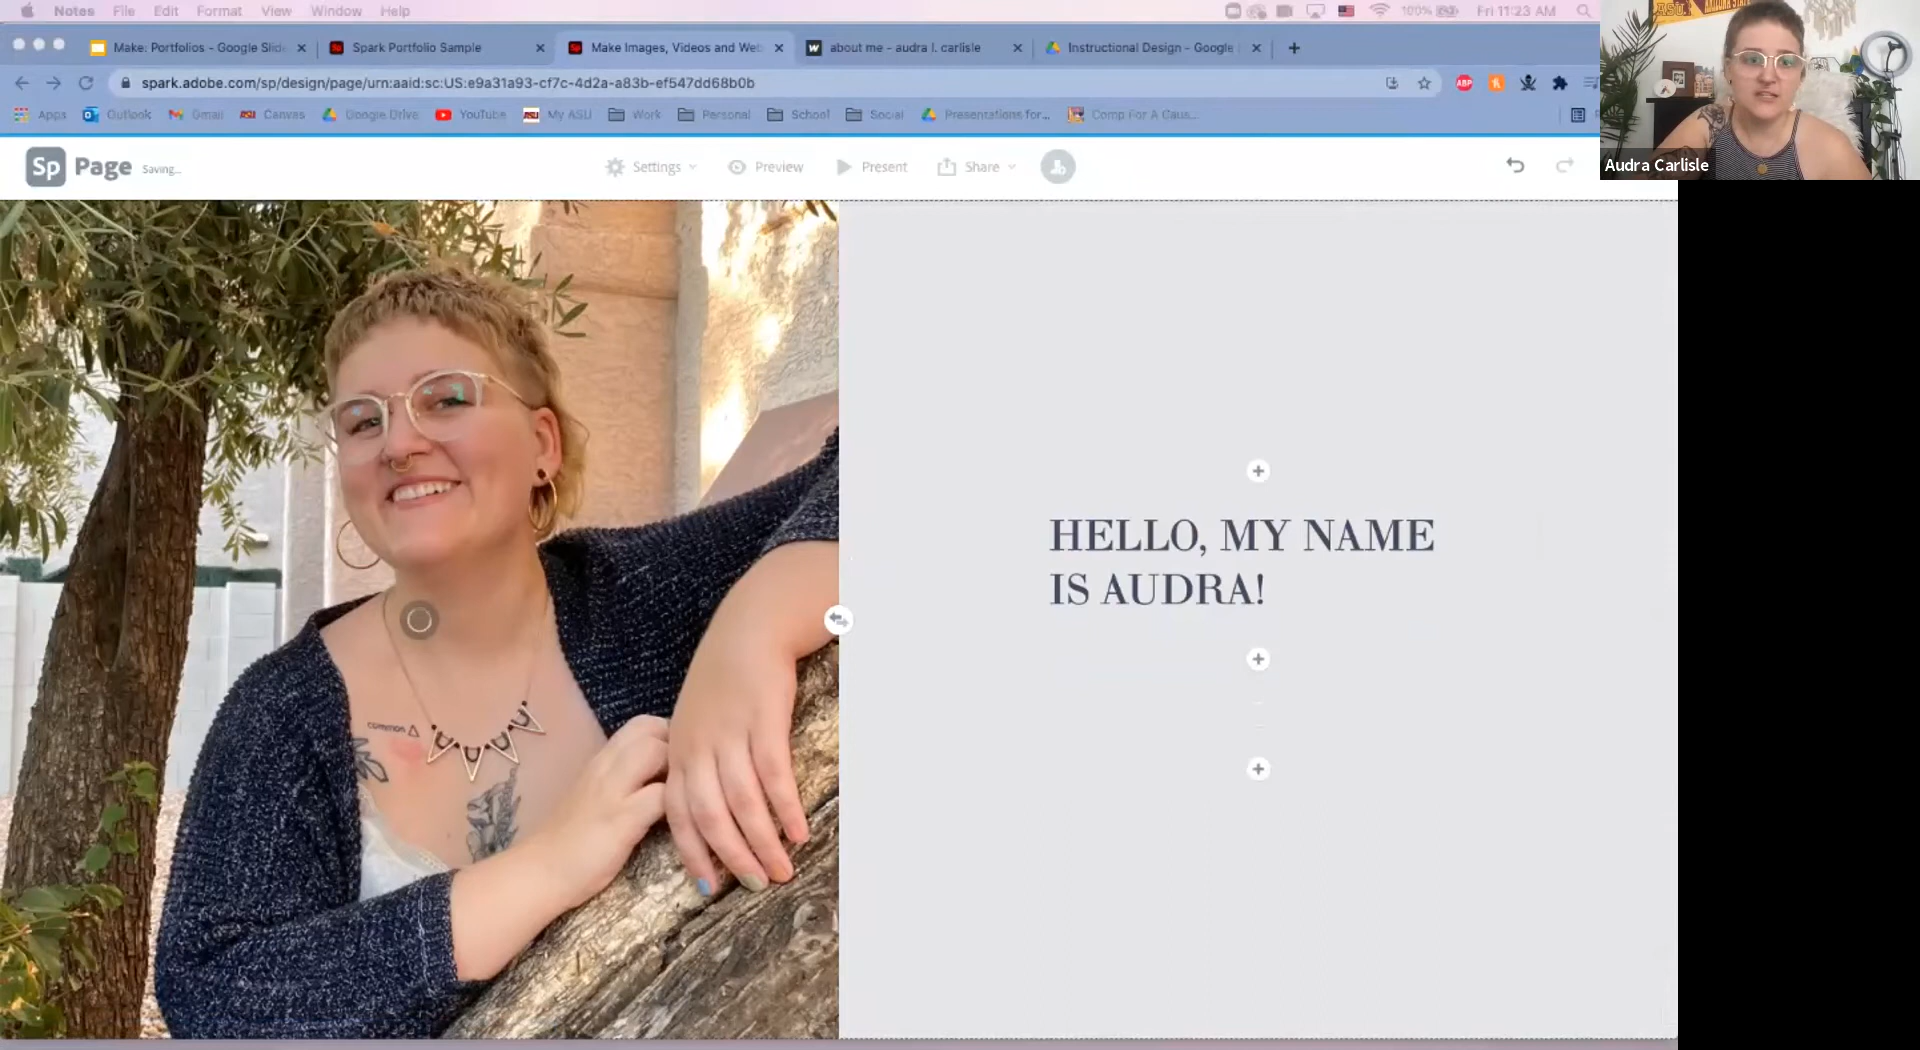 Notes File Edit Format View Window Help 100% Fri 11:23 AM
Make: Portfolios - Google Slide
Spark Portfolio Sample
Make Images, Videos and Web
about me - audra l. carlisle
Instructional Design - Google
spark.adobe.com/sp/design/page/urn:aaid:sc:US:e9a31a93-cf7c-4d2a-a83b-ef547dd68b0b
ABP
Apps Outlook Gmail Canvas Google Drive YouTube My ASU Work Personal School Social Presentations for... Comp For A Caus...
Sp Page Saving... Settings Preview Present Share
Audra Carlisle
HELLO, MY NAME
IS AUDRA!
common